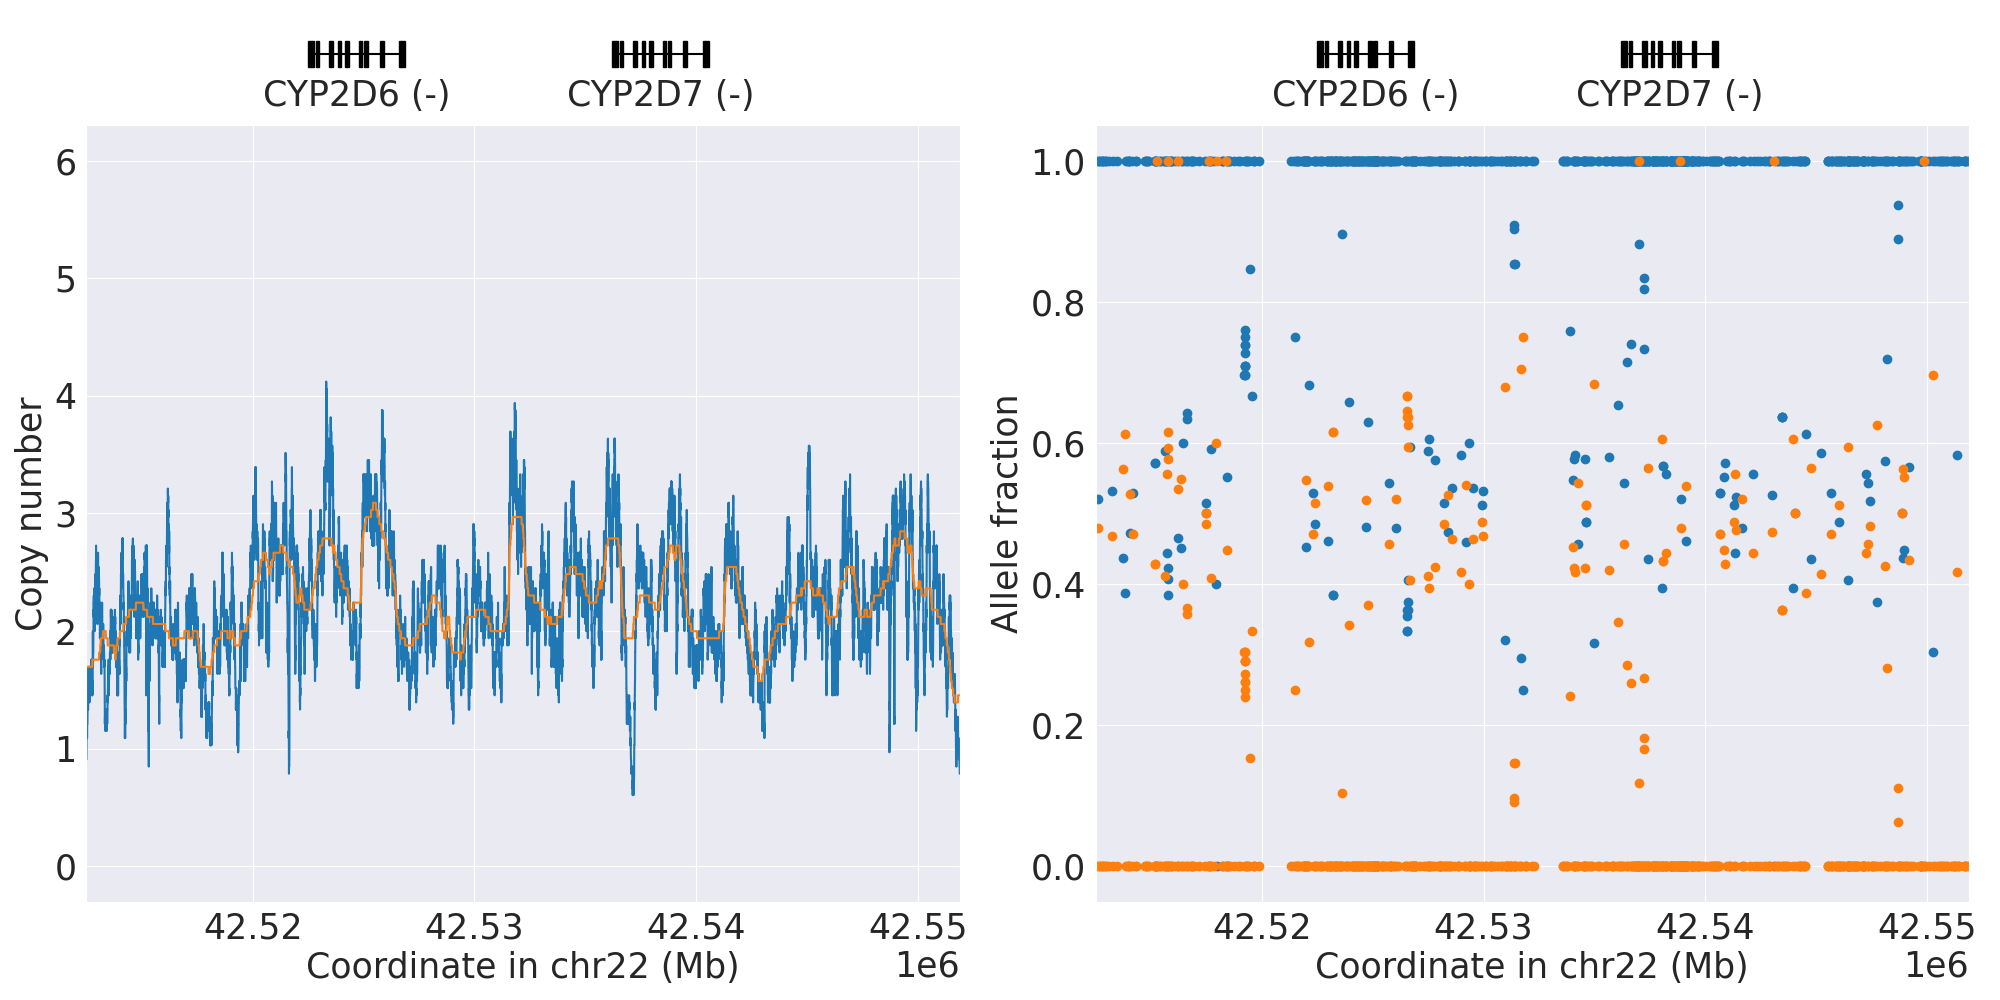 CYP2D6 (-) CYP2D7 (-)
CYP2D6 (-) CYP2D7 (-)
Copy number
6
5
4
3
2
1
0
42.52 42.53 42.54 42.55
Coordinate in chr22 (Mb) 1e6
Allele fraction
1.0
0.8
0.6
0.4
0.2
0.0
42.52 42.53 42.54 42.55
Coordinate in chr22 (Mb) 1e6